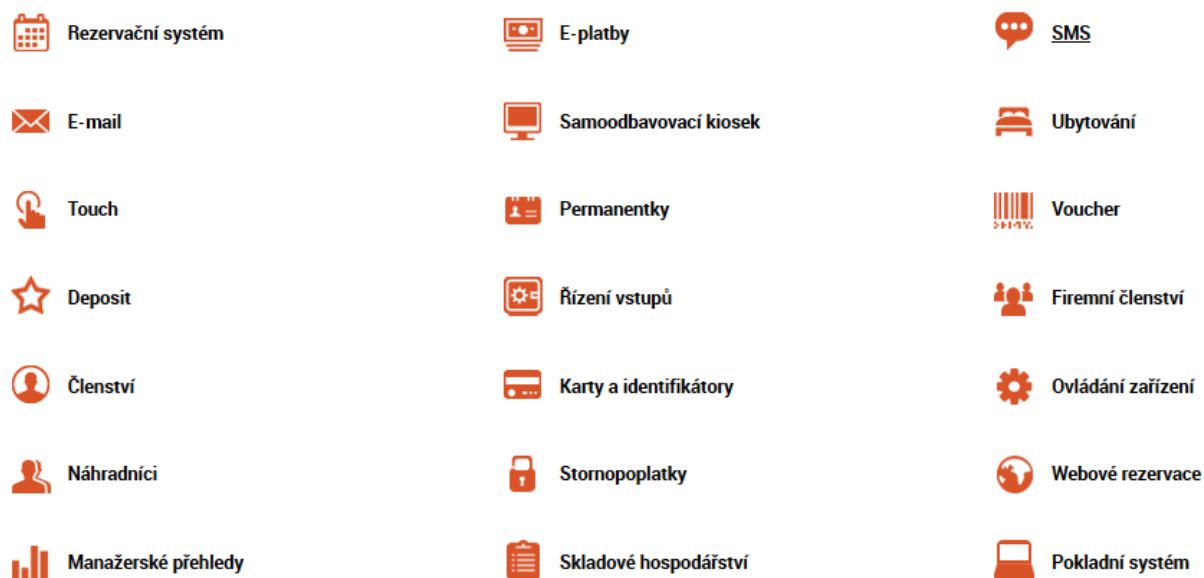 Rezervační systém
E-platby
SMS
E-mail
Samoodbavovací kiosek
Ubytování
Touch
Permanentky
Voucher
Deposit
Řízení vstupů
Firemní členství
Členství
Karty a identifikátory
Ovládání zařízení
Náhradníci
Stornopoplatky
Webové rezervace
Manažerské přehledy
Skladové hospodářství
Pokladní systém